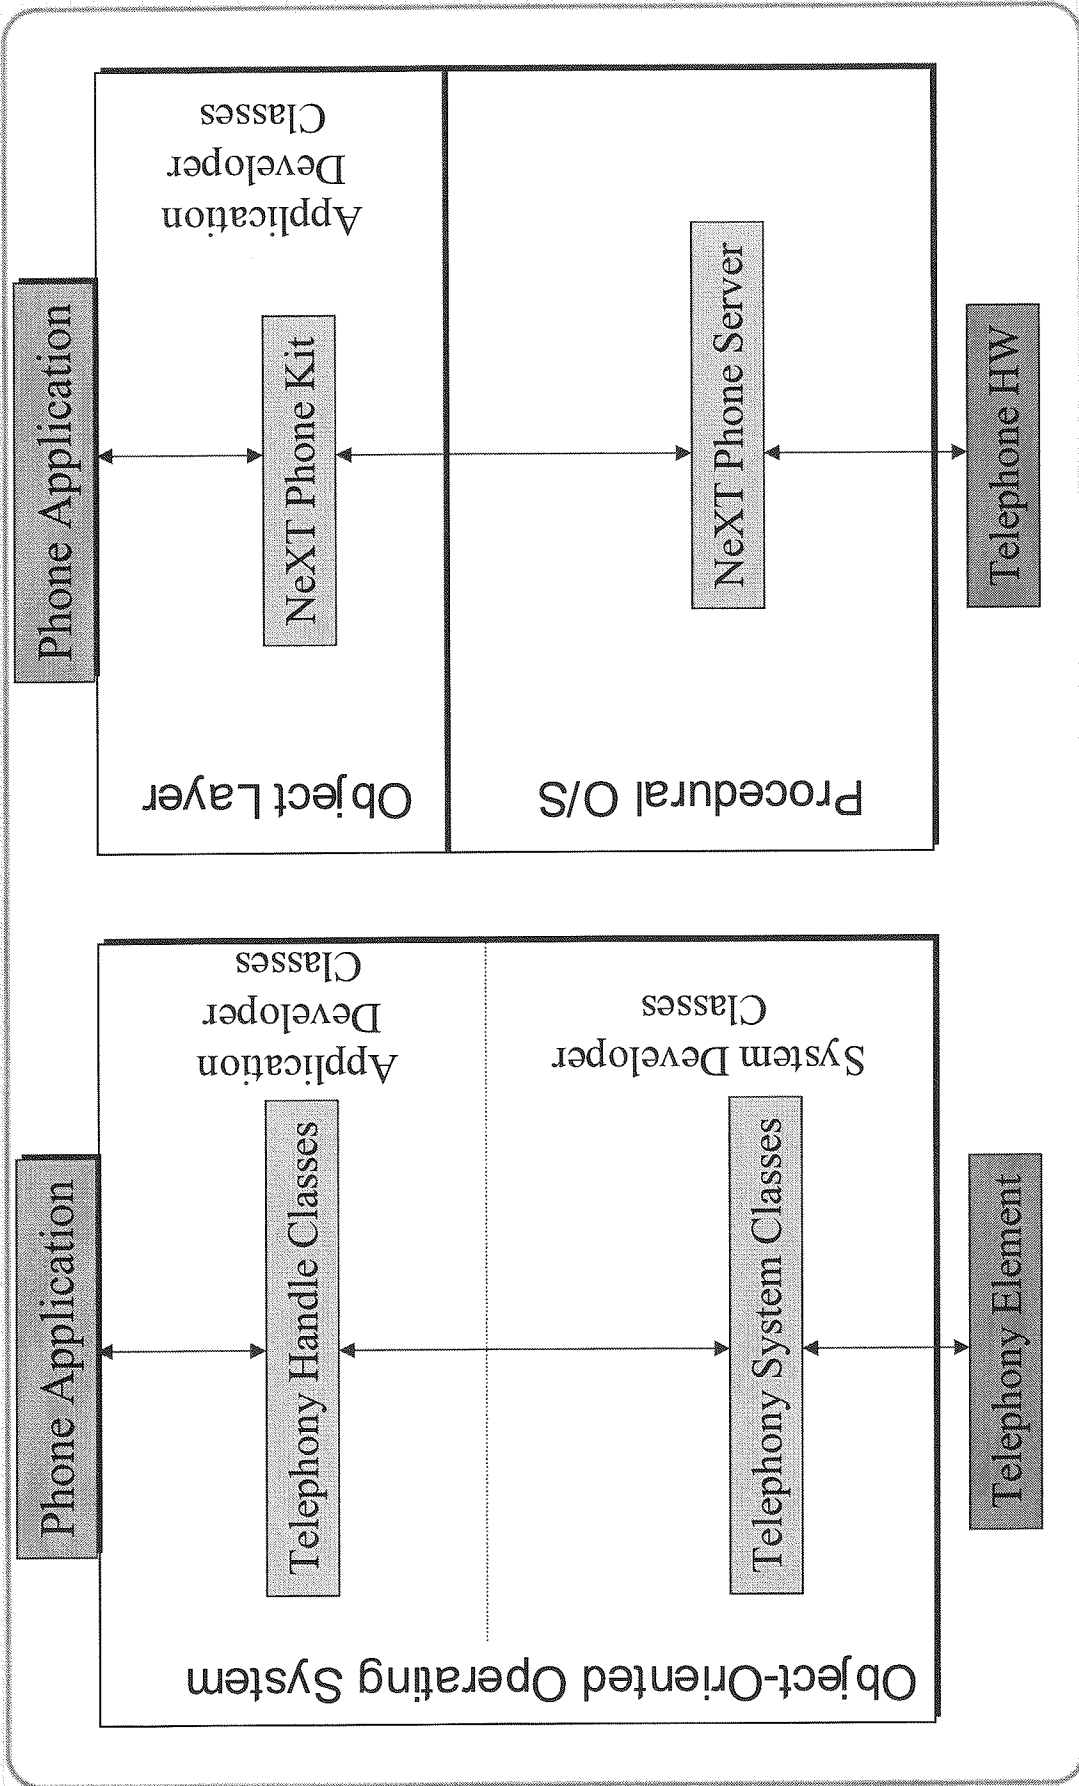 Phone Application
Telephony Handle Classes
Telephony System Classes
Telephony Element
Object-Oriented Operating System
Application
Developer
Classes
System Developer
Classes
Phone Application
NeXT Phone Kit
NeXT Phone Server
Telephone HW
Object Layer
Procedural O/S
Application
Developer
Classes